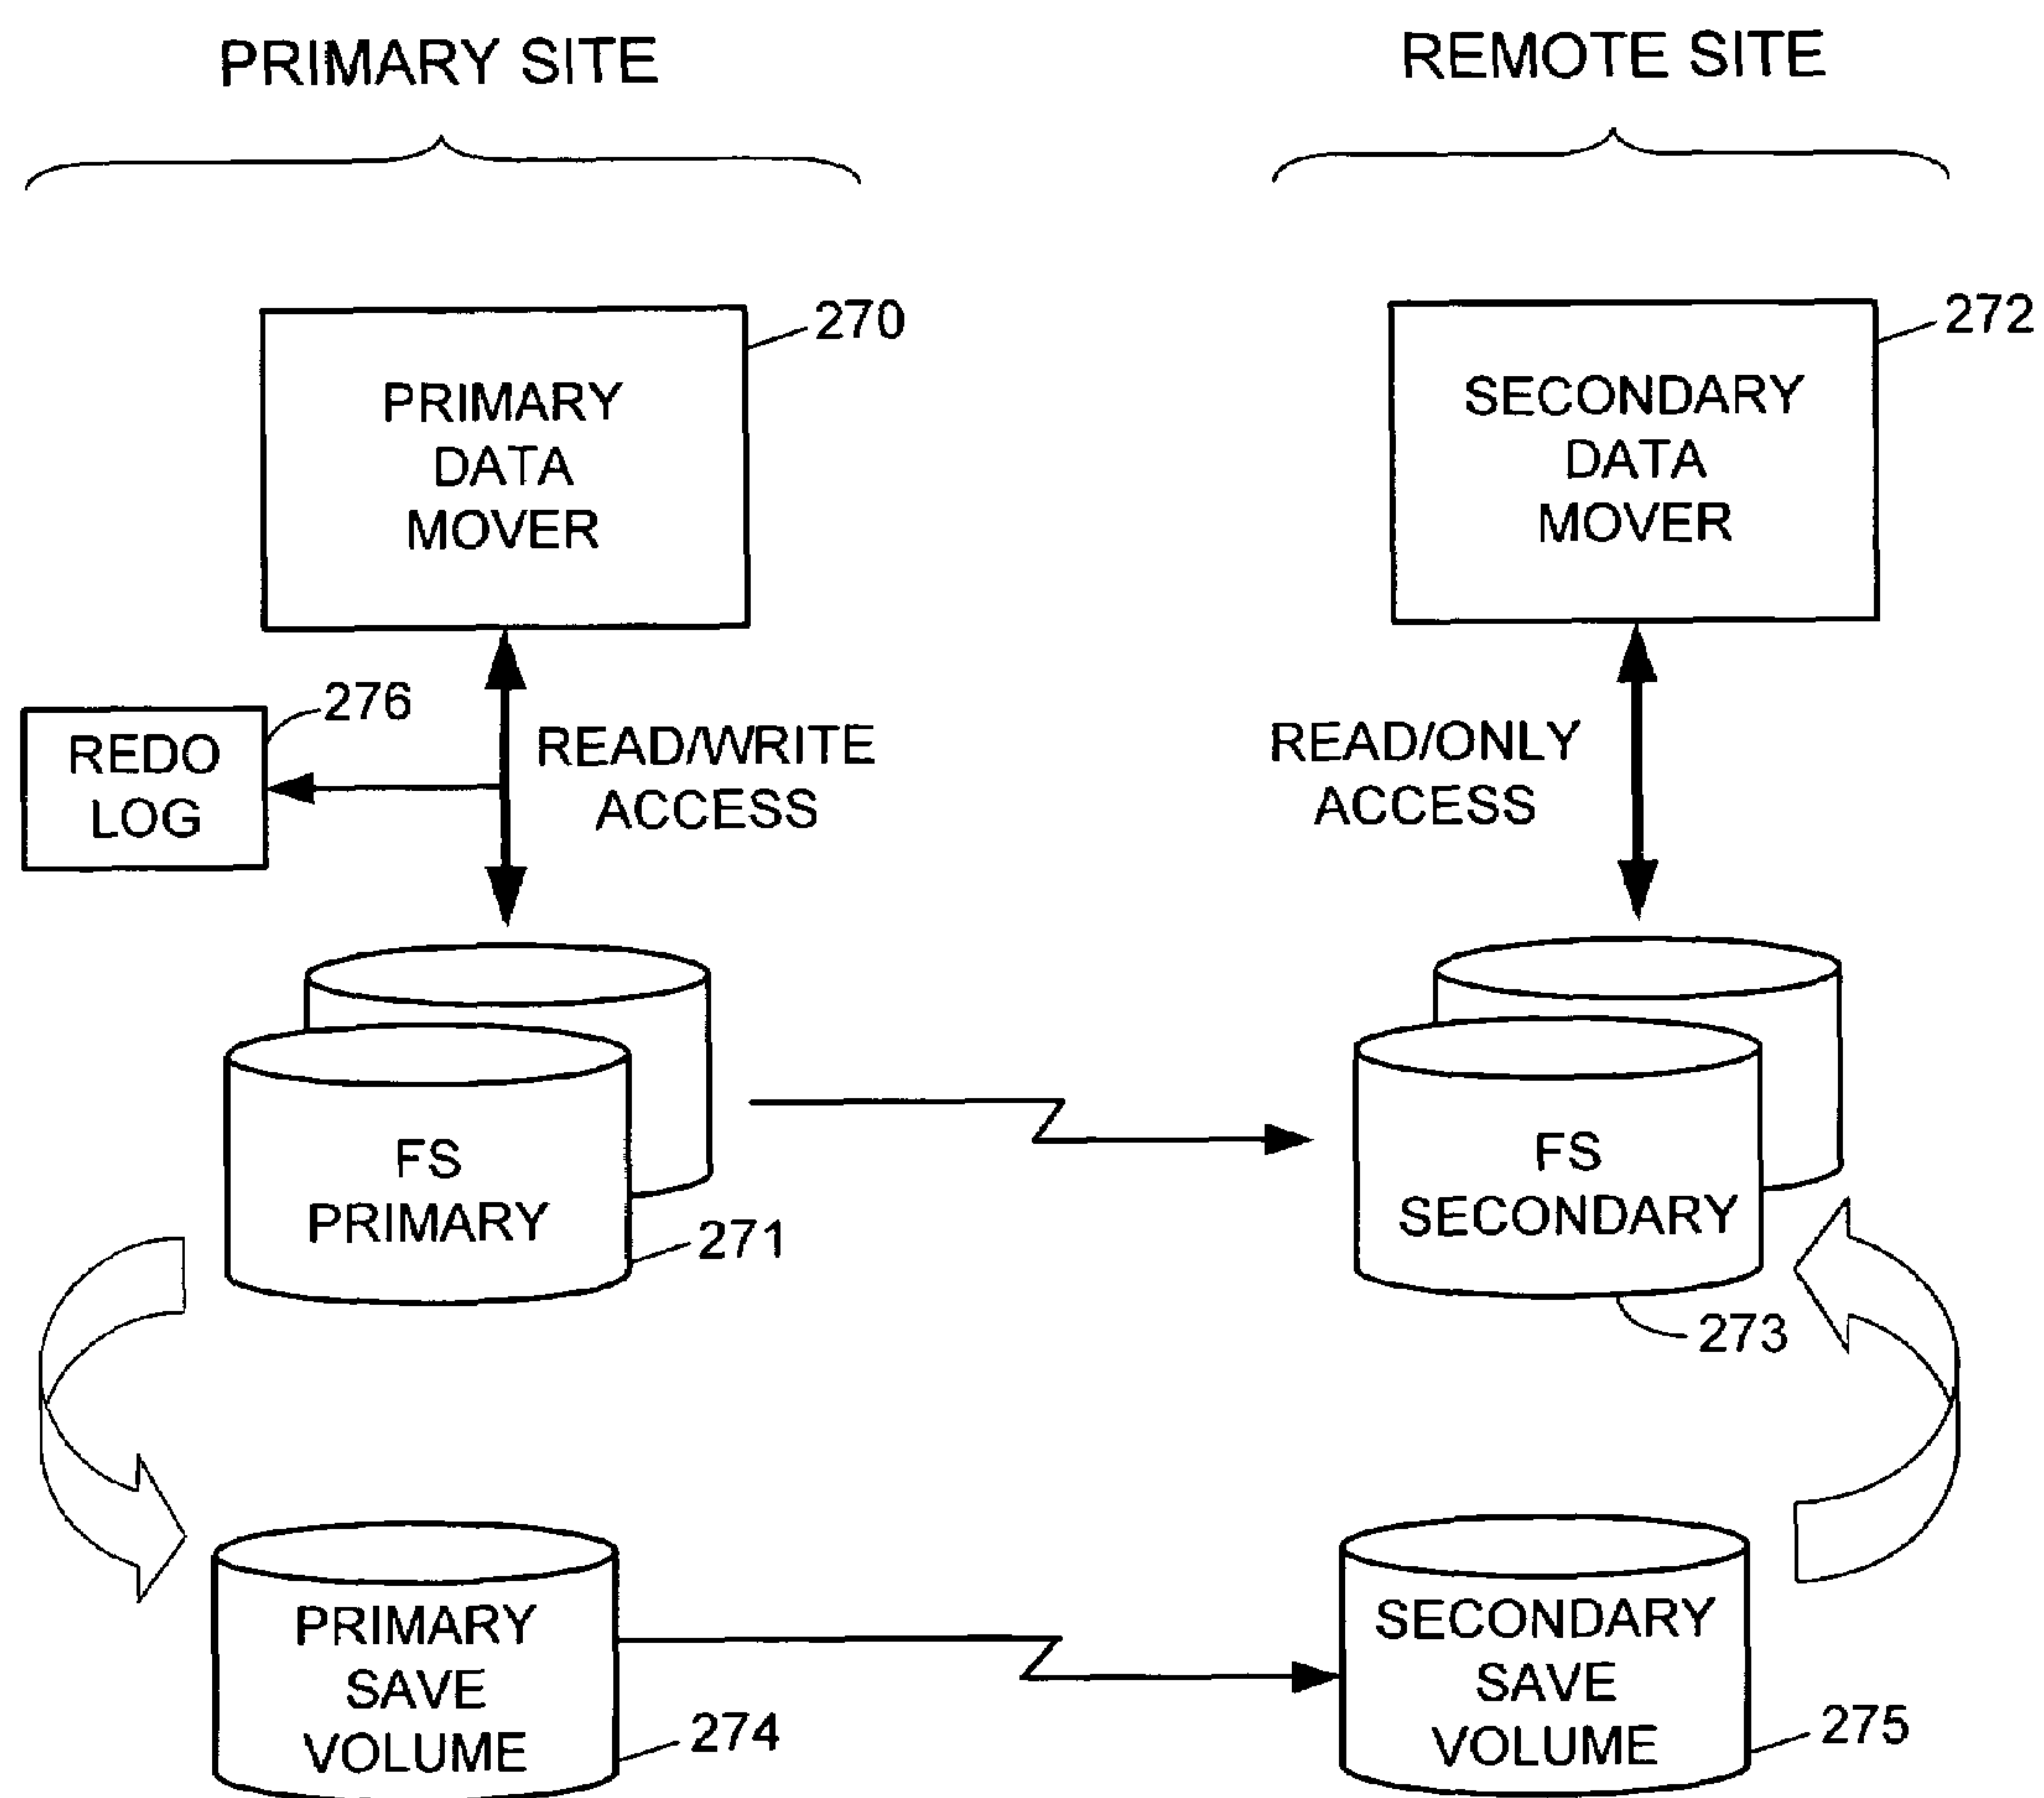 PRIMARY SITE
REMOTE SITE
270
PRIMARY
DATA
MOVER
272
SECONDARY
DATA
MOVER
276
REDO
LOG
READ/WRITE
ACCESS
READ/ONLY
ACCESS
FS
PRIMARY
271
FS
SECONDARY
273
PRIMARY
SAVE
VOLUME
274
SECONDARY
SAVE
VOLUME
275